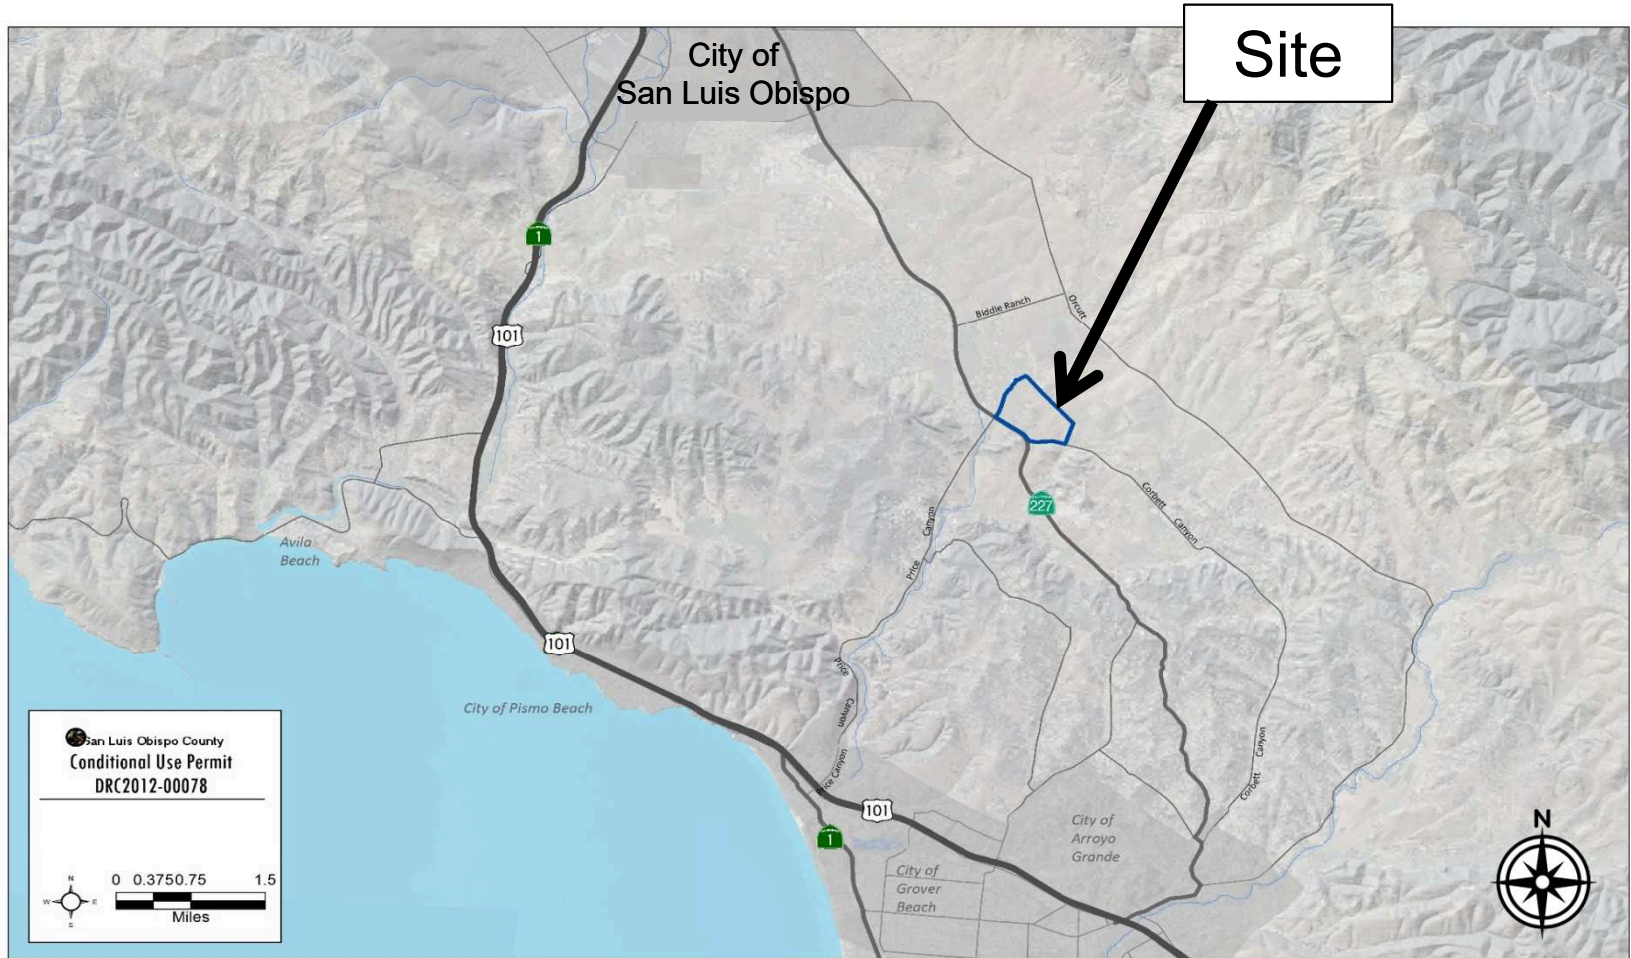 Site
City of
San Luis Obispo
1
101
Biddle Ranch
Orcutt
227
Corbett
Canyon
Canyon
Price
Avila
Beach
101
Price
Canyon
Price Canyon
City of Pismo Beach
Canyon
Corbett
101
1
City of
Arroyo
Grande
City of
Grover
Beach
San Luis Obispo County
Conditional Use Permit
DRC2012-00078
N
W E
S
0 0.375 0.75 1.5
Miles
N